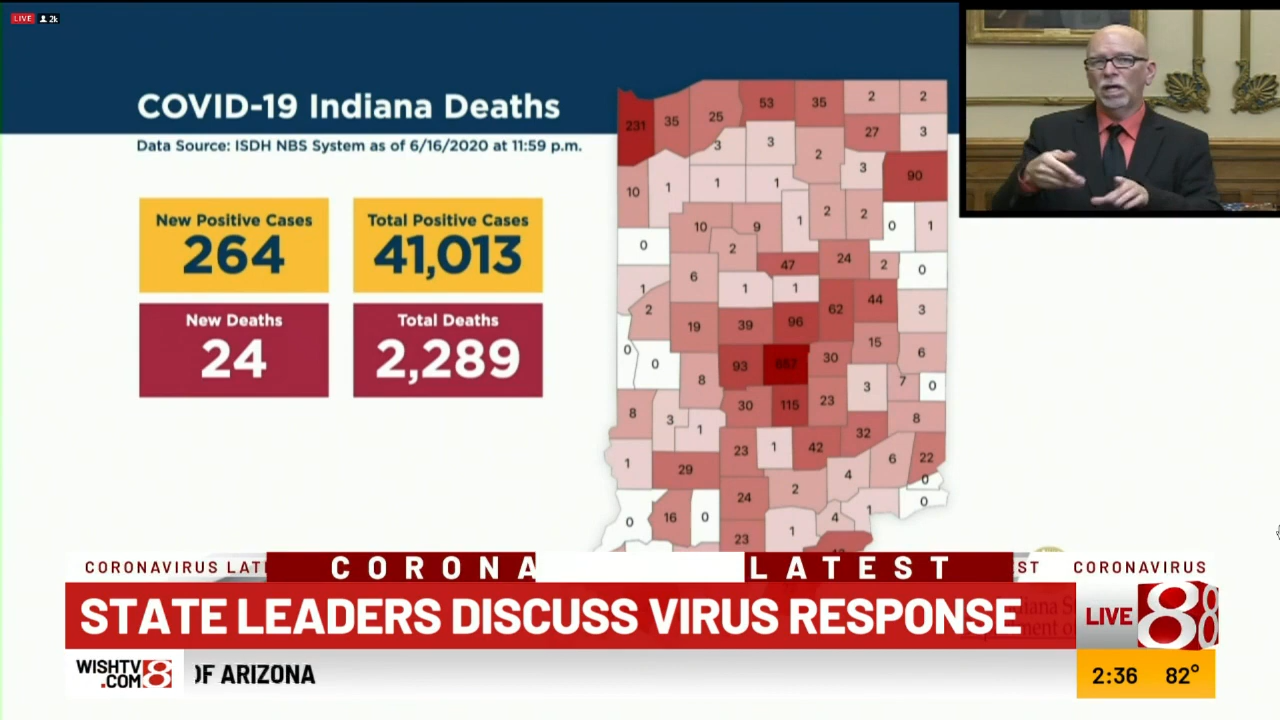 LIVE 2k
COVID-19 Indiana Deaths
Data Source: ISDH NBS System as of 6/16/2020 at 11:59 p.m.
New Positive Cases
264
Total Positive Cases
41,013
New Deaths
24
Total Deaths
2,289
231 35 25 53 35 2 2
3 3 2 27 3
10 1 1 1 3 90
10 9 1 2 2 0 1
0 2
6 47 24 2 0
1 1 1
2 19 39 96 62 44 3
0 0 8 93 30 15 6
30 115 23 3 7 0
8 3 1 8
1 29 23 1 42 32 6 22
4 0
0 16 0 24 2 4 1 0
23 1
CORONAVIRUS LAT
CORONA LATEST
ST CORONAVIRUS
STATE LEADERS DISCUSS VIRUS RESPONSE
LIVE 8
WISHTV8
.COM
OF ARIZONA
2:36 82°